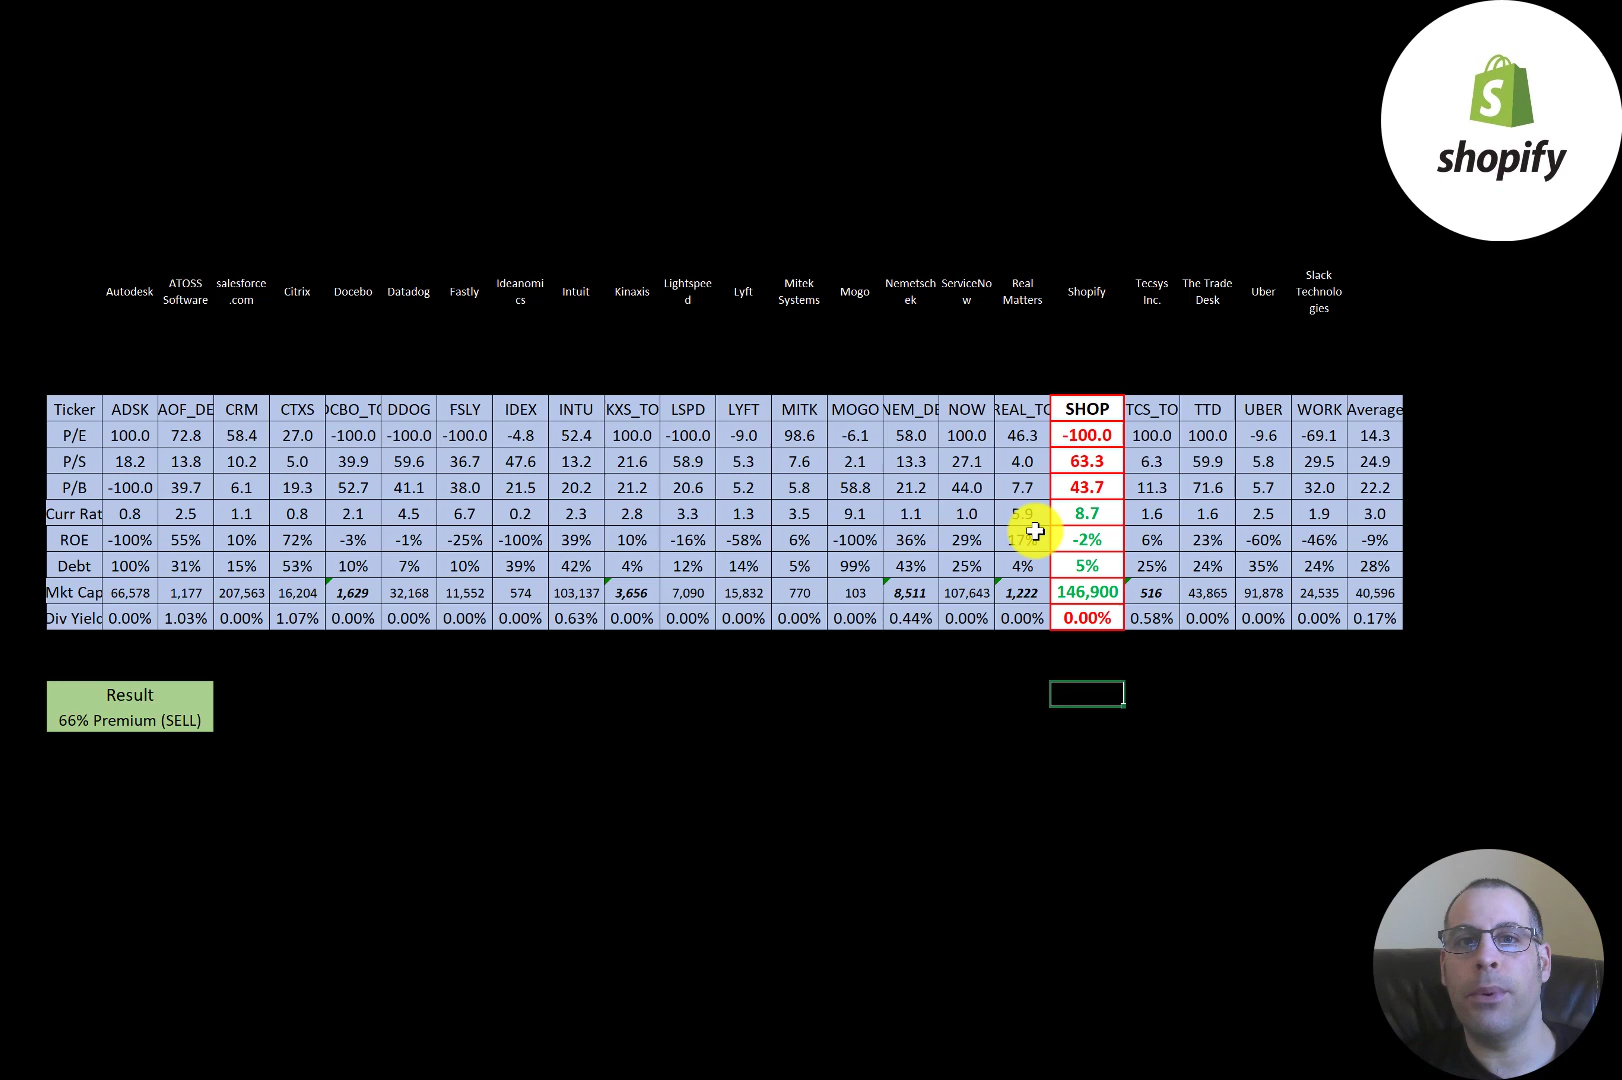 S
shopify
Autodesk
ATOSS
Software
salesforce
.com
Citrix
Docebo
Datadog
Fastly
Ideanomi
cs
Intuit
Kinaxis
Lightspee
d
Lyft
Mitek
Systems
Mogo
Nemetsch
ek
ServiceNo
w
Real
Matters
Shopify
Tecsys
Inc.
The Trade
Desk
Uber
Slack
Technolo
gies
Ticker ADSK AOF_DE CRM CTXS OCBO_TO DDOG FSLY IDEX INTU KXS_TO LSPD LYFT MITK MOGO NEM_DE NOW REAL_TO SHOP TCS_TO TTD UBER WORK Average
P/E 100.0 72.8 58.4 27.0 -100.0 -100.0 -100.0 -4.8 52.4 100.0 -100.0 -9.0 98.6 -6.1 58.0 100.0 46.3 -100.0 100.0 100.0 -9.6 -69.1 14.3
P/S 18.2 13.8 10.2 5.0 39.9 59.6 36.7 47.6 13.2 21.6 58.9 5.3 7.6 2.1 13.3 27.1 4.0 63.3 6.3 59.9 5.8 29.5 24.9
P/B -100.0 39.7 6.1 19.3 52.7 41.1 38.0 21.5 20.2 21.2 20.6 5.2 5.8 58.8 21.2 44.0 7.7 43.7 11.3 71.6 5.7 32.0 22.2
Curr Rat 0.8 2.5 1.1 0.8 2.1 4.5 6.7 0.2 2.3 2.8 3.3 1.3 3.5 9.1 1.1 1.0 5.9 8.7 1.6 1.6 2.5 1.9 3.0
ROE -100% 55% 10% 72% -3% -1% -25% -100% 39% 10% -16% -58% 6% -100% 36% 29% 17% -2% 6% 23% -60% -46% -9%
Debt 100% 31% 15% 53% 10% 7% 10% 39% 42% 4% 12% 14% 5% 99% 43% 25% 4% 5% 25% 24% 35% 24% 28%
Mkt Cap 66,578 1,177 207,563 16,204 1,629 32,168 11,552 574 103,137 3,656 7,090 15,832 770 103 8,511 107,643 1,222 146,900 516 43,865 91,878 24,535 40,596
Div Yield 0.00% 1.03% 0.00% 1.07% 0.00% 0.00% 0.00% 0.00% 0.63% 0.00% 0.00% 0.00% 0.00% 0.00% 0.44% 0.00% 0.00% 0.00% 0.58% 0.00% 0.00% 0.00% 0.17%
Result
66% Premium (SELL)